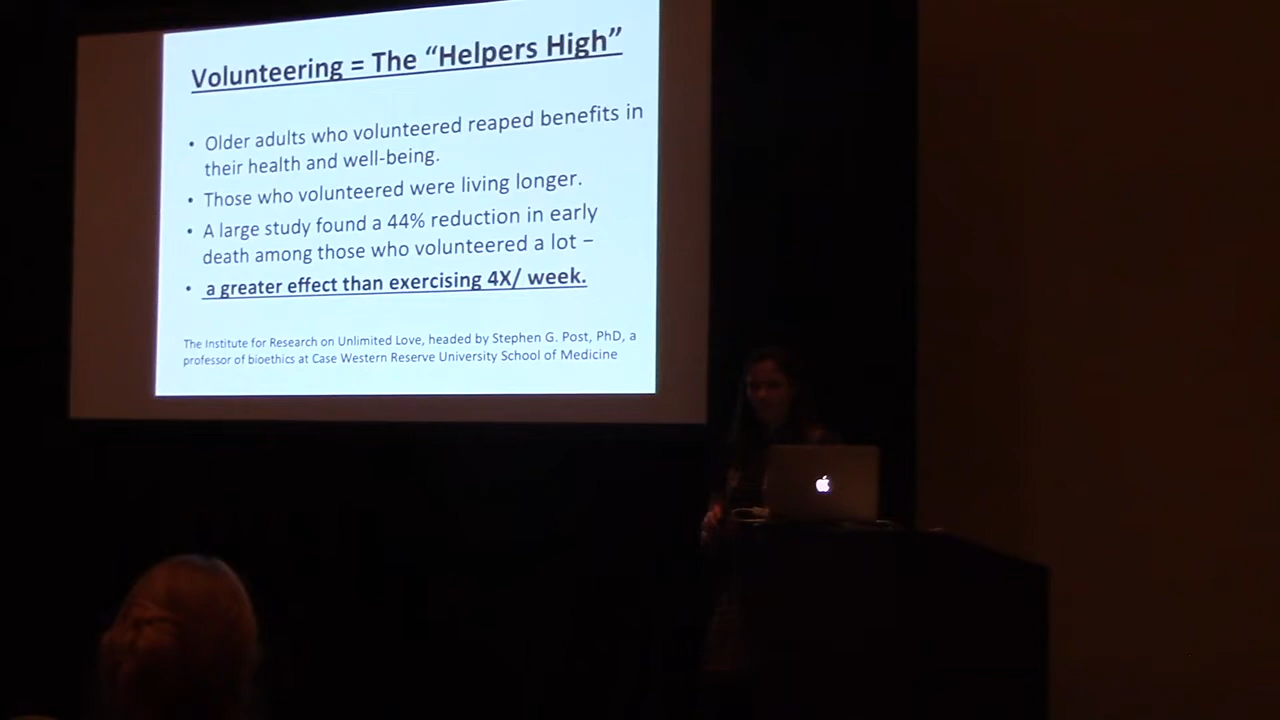 Volunteering = The “Helpers High”
• Older adults who volunteered reaped benefits in
their health and well-being.
• Those who volunteered were living longer.
• A large study found a 44% reduction in early
death among those who volunteered a lot –
• a greater effect than exercising 4X/ week.
The Institute for Research on Unlimited Love, headed by Stephen G. Post, PhD, a
professor of bioethics at Case Western Reserve University School of Medicine